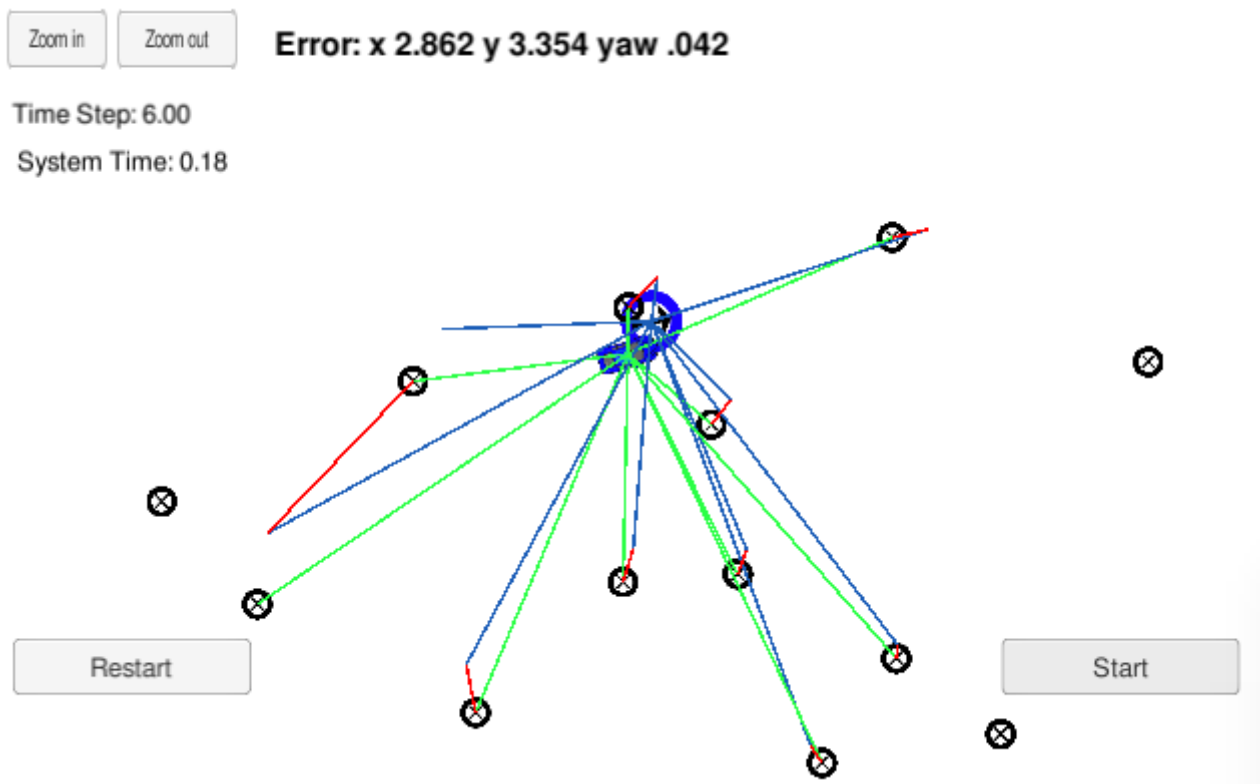 Zoom in Zoom out Error: x 2.862 y 3.354 yaw .042
Time Step: 6.00
System Time: 0.18
Restart Start